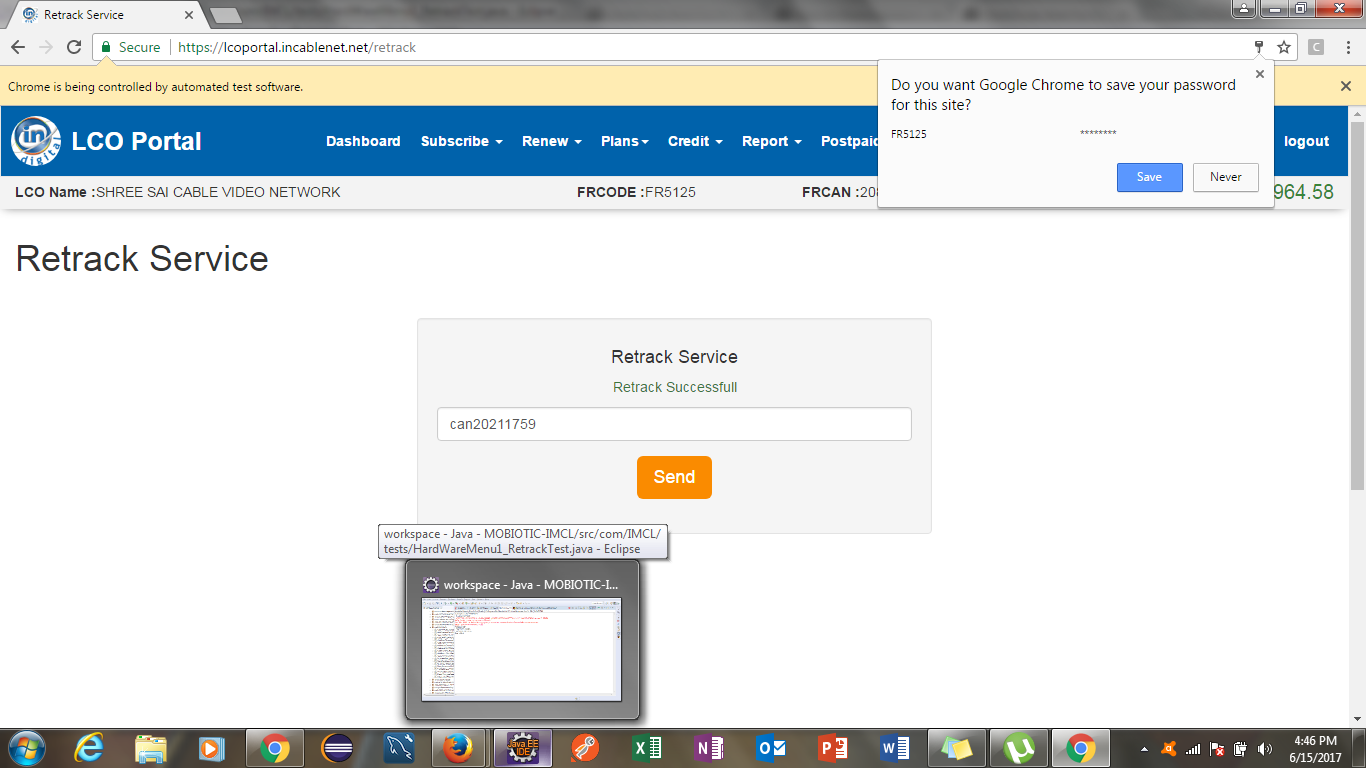 Retrack Service
Secure https://lcoportal.incablenet.net/retrack
C
Chrome is being controlled by automated test software.
Do you want Google Chrome to save your password
for this site?
FR5125 ********
Save Never
in
digital
LCO Portal
Dashboard Subscribe Renew Plans Credit Report Postpaid logout
LCO Name :SHREE SAI CABLE VIDEO NETWORK FRCODE :FR5125 FRCAN :208 964.58
Retrack Service
Retrack Service
Retrack Successfull
can20211759
Send
workspace - Java - MOBIOTIC-IMCL/src/com/IMCL/
tests/HardWareMenu1_RetrackTest.java - Eclipse
workspace - Java - MOBIOTIC-I...
Java EE
IDE
4:46 PM
6/15/2017